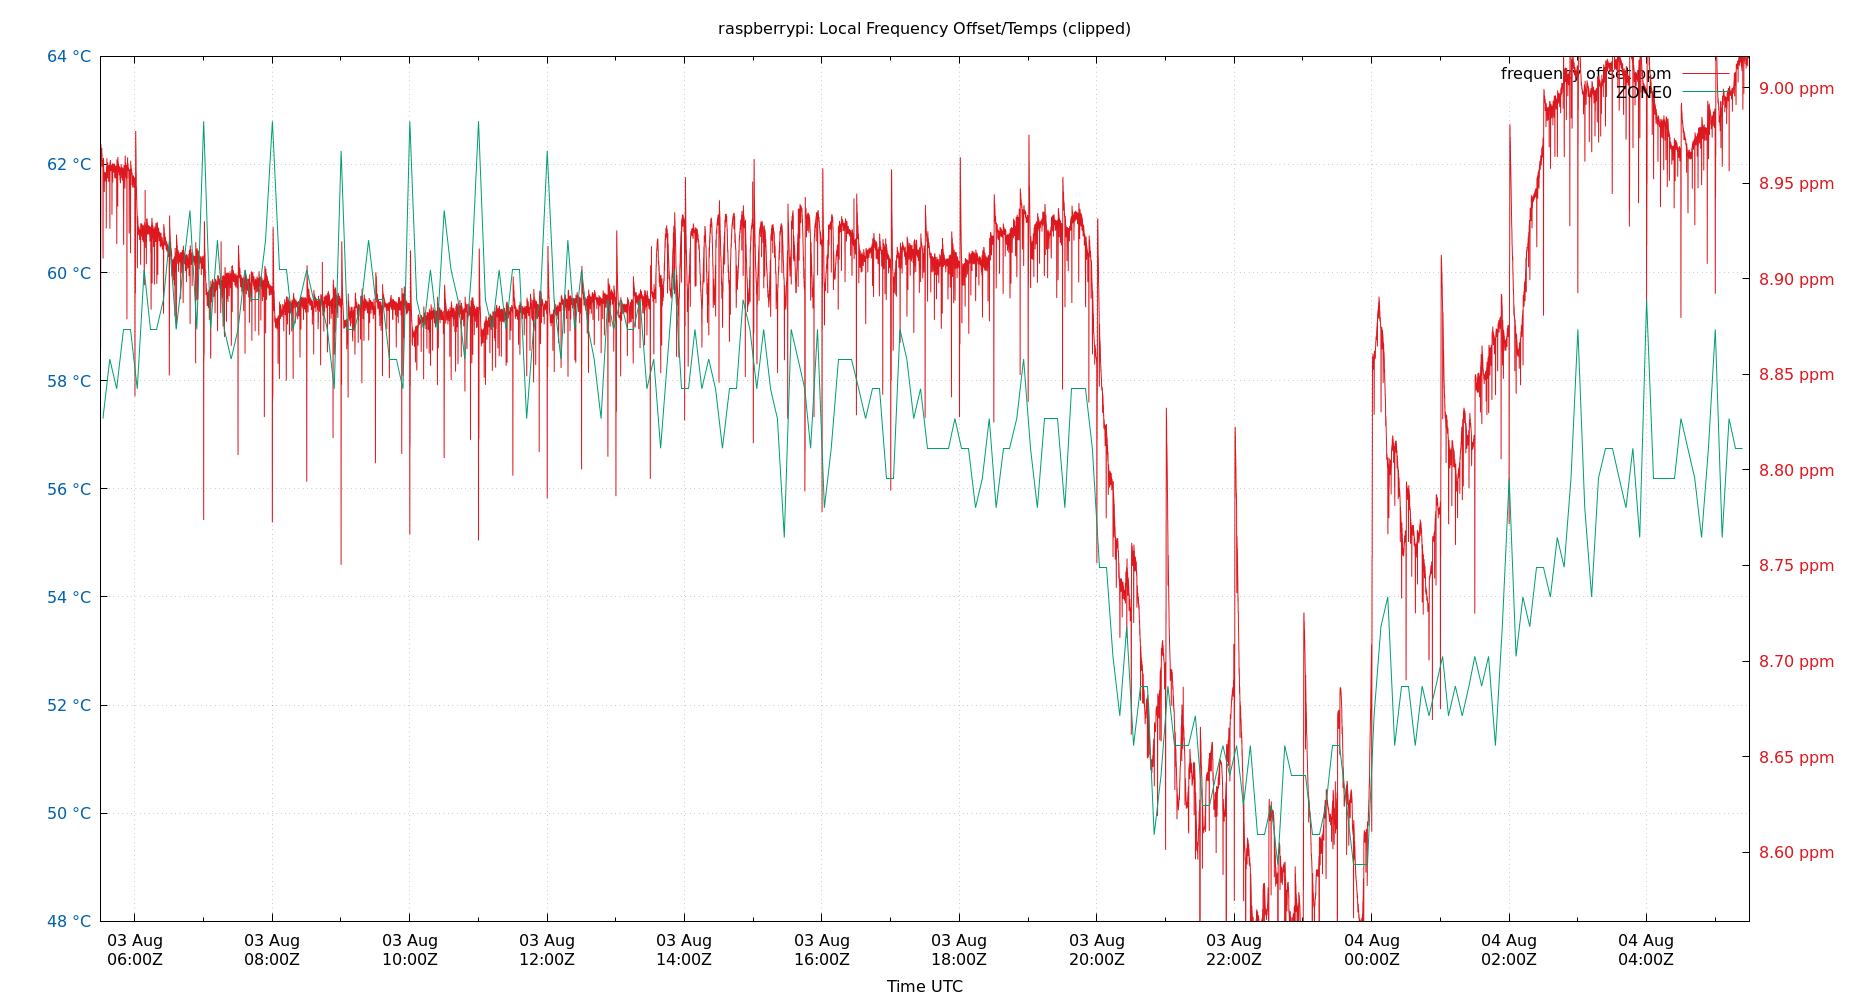 raspberrypi: Local Frequency Offset/Temps (clipped)
64 °C
62 °C
60 °C
58 °C
56 °C
54 °C
52 °C
50 °C
48 °C
frequency offset ppm
ZONE0
9.00 ppm
8.95 ppm
8.90 ppm
8.85 ppm
8.80 ppm
8.75 ppm
8.70 ppm
8.65 ppm
8.60 ppm
03 Aug 03 Aug 03 Aug 03 Aug 03 Aug 03 Aug 03 Aug 03 Aug 03 Aug 04 Aug 04 Aug 04 Aug
06:00Z 08:00Z 10:00Z 12:00Z 14:00Z 16:00Z 18:00Z 20:00Z 22:00Z 00:00Z 02:00Z 04:00Z
Time UTC